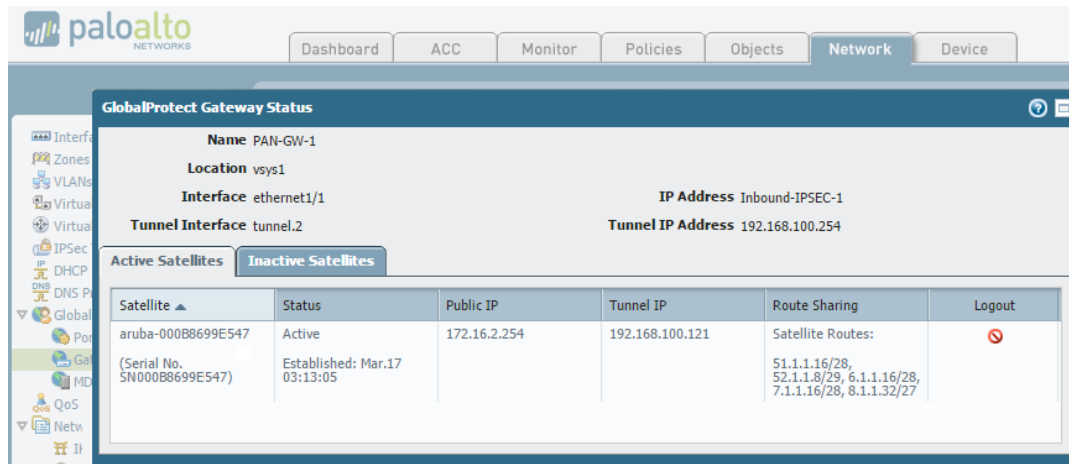 paloalto
NETWORKS
Dashboard ACC Monitor Policies Objects Network Device
GlobalProtect Gateway Status
Name PAN-GW-1
Location vsys1
Interface ethernet1/1 IP Address Inbound-IPSEC-1
Tunnel Interface tunnel.2 Tunnel IP Address 192.168.100.254
Active Satellites Inactive Satellites
Satellite Status Public IP Tunnel IP Route Sharing Logout
aruba-000B8699E547 Active 172.16.2.254 192.168.100.121 Satellite Routes:
(Serial No. Established: Mar.17 51.1.1.16/28,
SN000B8699E547) 03:13:05 52.1.1.8/29, 6.1.1.16/28,
7.1.1.16/28, 8.1.1.32/27
Interfa
Zones
VLANs
Virtua
Virtua
IPSec
DHCP
DNS Pr
Global
Por
Gat
MD
QoS
Netw